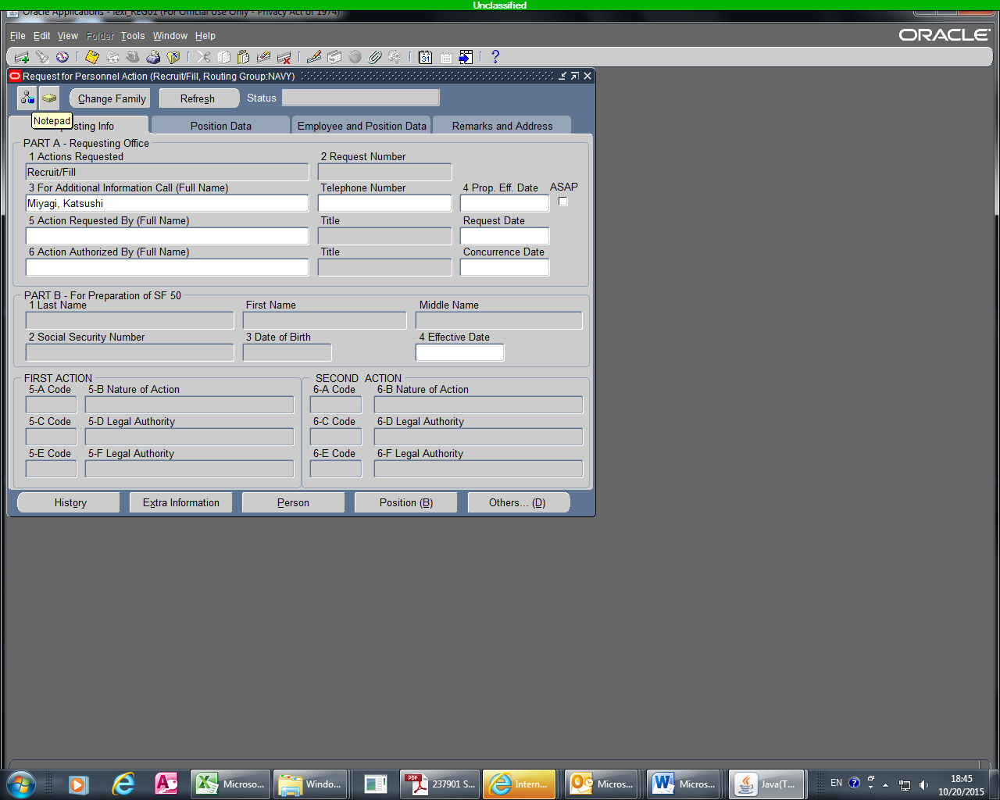 Unclassified
Oracle Applications - Texl_REG01 (For Official Use Only - Privacy Act of 1974)
File Edit View Folder Tools Window Help
ORACLE
Request for Personnel Action (Recruit/Fill, Routing Group:NAVY)
Change Family Refresh Status
Notepad
sting Info Position Data Employee and Position Data Remarks and Address
PART A - Requesting Office
1 Actions Requested 2 Request Number
Recruit/Fill
3 For Additional Information Call (Full Name) Telephone Number 4 Prop. Eff. Date ASAP
Miyagi, Katsushi
5 Action Requested By (Full Name) Title Request Date
6 Action Authorized By (Full Name) Title Concurrence Date
PART B - For Preparation of SF 50
1 Last Name First Name Middle Name
2 Social Security Number 3 Date of Birth 4 Effective Date
FIRST ACTION SECOND ACTION
5-A Code 5-B Nature of Action 6-A Code 6-B Nature of Action
5-C Code 5-D Legal Authority 6-C Code 6-D Legal Authority
5-E Code 5-F Legal Authority 6-E Code 6-F Legal Authority
History Extra Information Person Position (B) Others... (D)
Microso... Windo... 237901 S... Intern... Micros... Micros... Java(T... EN 18:45
10/20/2015